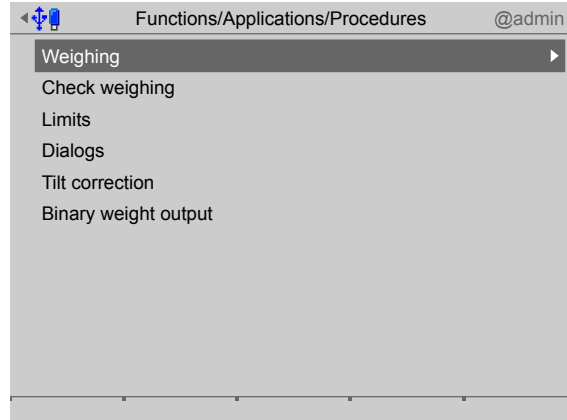 Functions/Applications/Procedures @admin
Weighing
Check weighing
Limits
Dialogs
Tilt correction
Binary weight output